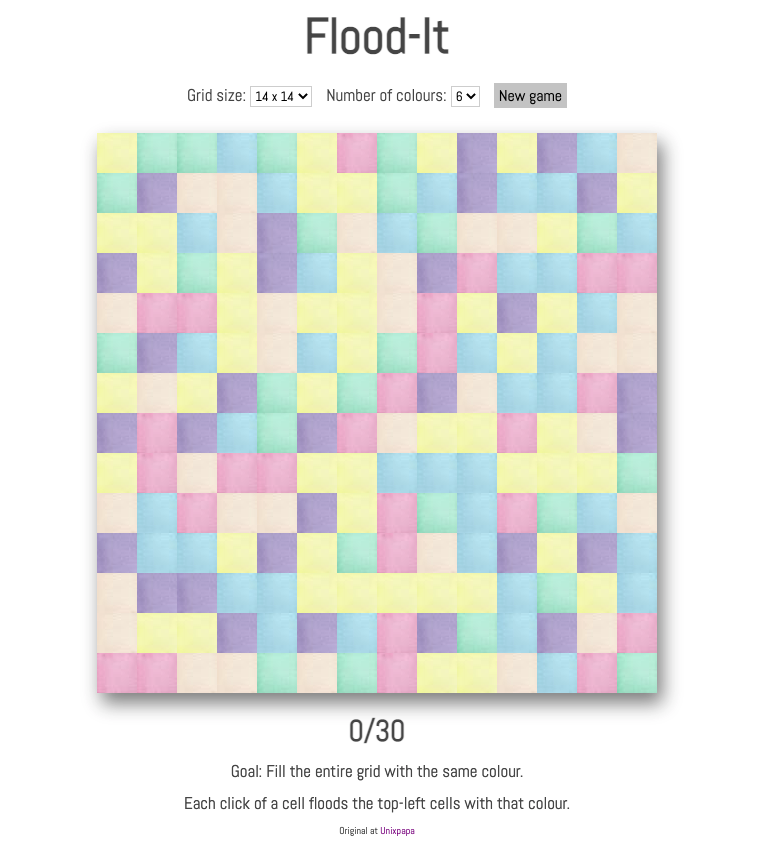 Flood-It
Grid size: 14 x 14 Number of colours: 6 New game
0/30
Goal: Fill the entire grid with the same colour.
Each click of a cell floods the top-left cells with that colour.
Original at Unixpapa